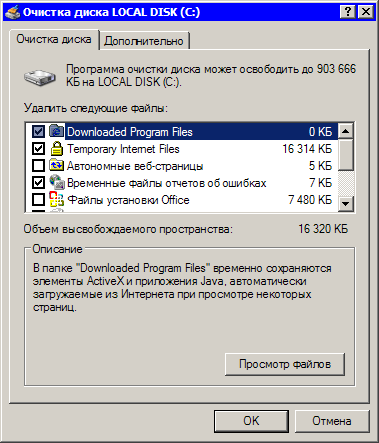 Очистка диска LOCAL DISK (C:)
Очистка диска Дополнительно
Программа очистки диска может освободить до 903 666
КБ на LOCAL DISK (C:).
Удалить следующие файлы:
Downloaded Program Files 0 КБ
Temporary Internet Files 16 314 КБ
Автономные веб-страницы 5 КБ
Временные файлы отчетов об ошибках 7 КБ
Файлы установки Office 7 480 КБ
Объем высвобождаемого пространства: 16 320 КБ
Описание
В папке "Downloaded Program Files" временно сохраняются
элементы ActiveX и приложения Java, автоматически
загружаемые из Интернета при просмотре некоторых
страниц.
Просмотр файлов
OK Отмена